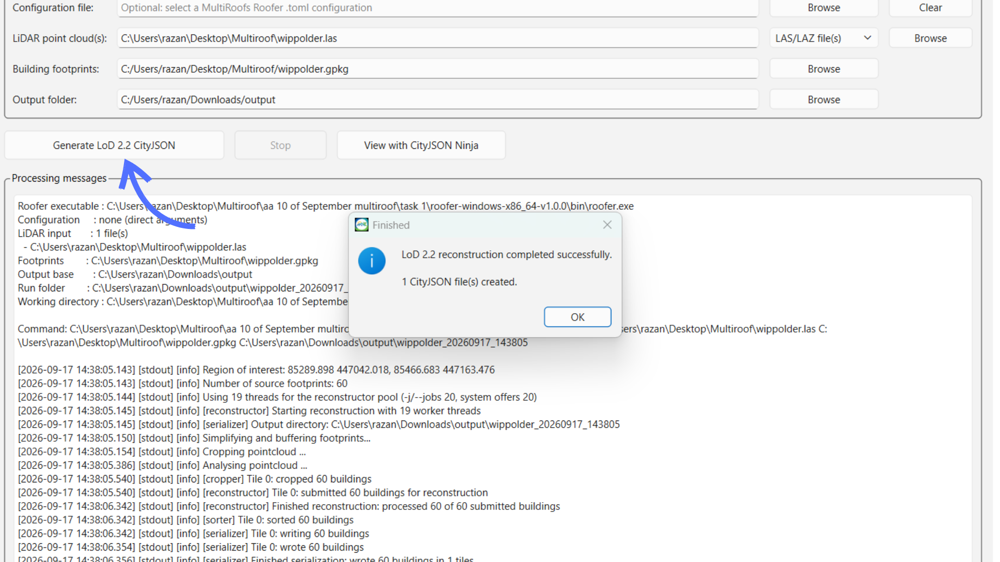 Configuration file: Optional: select a MultiRoofs Roofer .toml configuration Browse Clear
LiDAR point cloud(s): C:\Users\razan\Desktop\Multiroof\wippolder.las LAS/LAZ file(s) Browse
Building footprints: C:/Users/razan/Desktop/Multiroof/wippolder.gpkg Browse
Output folder: C:/Users/razan/Downloads/output Browse
Generate LoD 2.2 CityJSON Stop View with CityJSON Ninja
Processing messages
Roofer executable : C:\Users\razan\Desktop\Multiroof\aa 10 of September multiroof\task 1\roofer-windows-x86_64-v1.0.0\bin\roofer.exe
Configuration : none (direct arguments)
LiDAR input : 1 file(s)
- C:\Users\razan\Desktop\Multiroof\wippolder.las
Footprints : C:\Users\razan\Desktop\Multiroof\wippolder.gpkg
Output base : C:\Users\razan\Downloads\output
Run folder : C:\Users\razan\Downloads\output\wippolder_20260917_
Working directory : C:\Users\razan\Desktop\Multiroof\aa 10 of Septembe
Finished
LoD 2.2 reconstruction completed successfully.
1 CityJSON file(s) created.
OK
Command: C:\Users\razan\Desktop\Multiroof\aa 10 of September multiro sers\razan\Desktop\Multiroof\wippolder.las C:
\Users\razan\Desktop\Multiroof\wippolder.gpkg C:\Users\razan\Downloads\output\wippolder_20260917_143805
[2026-09-17 14:38:05.143] [stdout] [info] Region of interest: 85289.898 447042.018, 85466.683 447163.476
[2026-09-17 14:38:05.143] [stdout] [info] Number of source footprints: 60
[2026-09-17 14:38:05.144] [stdout] [info] Using 19 threads for the reconstructor pool (-j/--jobs 20, system offers 20)
[2026-09-17 14:38:05.145] [stdout] [info] [reconstructor] Starting reconstruction with 19 worker threads
[2026-09-17 14:38:05.145] [stdout] [info] [serializer] Output directory: C:\Users\razan\Downloads\output\wippolder_20260917_143805
[2026-09-17 14:38:05.150] [stdout] [info] Simplifying and buffering footprints...
[2026-09-17 14:38:05.154] [stdout] [info] Cropping pointcloud ...
[2026-09-17 14:38:05.386] [stdout] [info] Analysing pointcloud ...
[2026-09-17 14:38:05.540] [stdout] [info] [cropper] Tile 0: cropped 60 buildings
[2026-09-17 14:38:05.540] [stdout] [info] [reconstructor] Tile 0: submitted 60 buildings for reconstruction
[2026-09-17 14:38:06.342] [stdout] [info] [reconstructor] Finished reconstruction: processed 60 of 60 submitted buildings
[2026-09-17 14:38:06.342] [stdout] [info] [sorter] Tile 0: sorted 60 buildings
[2026-09-17 14:38:06.342] [stdout] [info] [serializer] Tile 0: writing 60 buildings
[2026-09-17 14:38:06.354] [stdout] [info] [serializer] Tile 0: wrote 60 buildings
[2026-09-17 14:38:06.356] [stdout] [info] [serializer] Finished serialization: wrote 60 buildings in 1 tiles